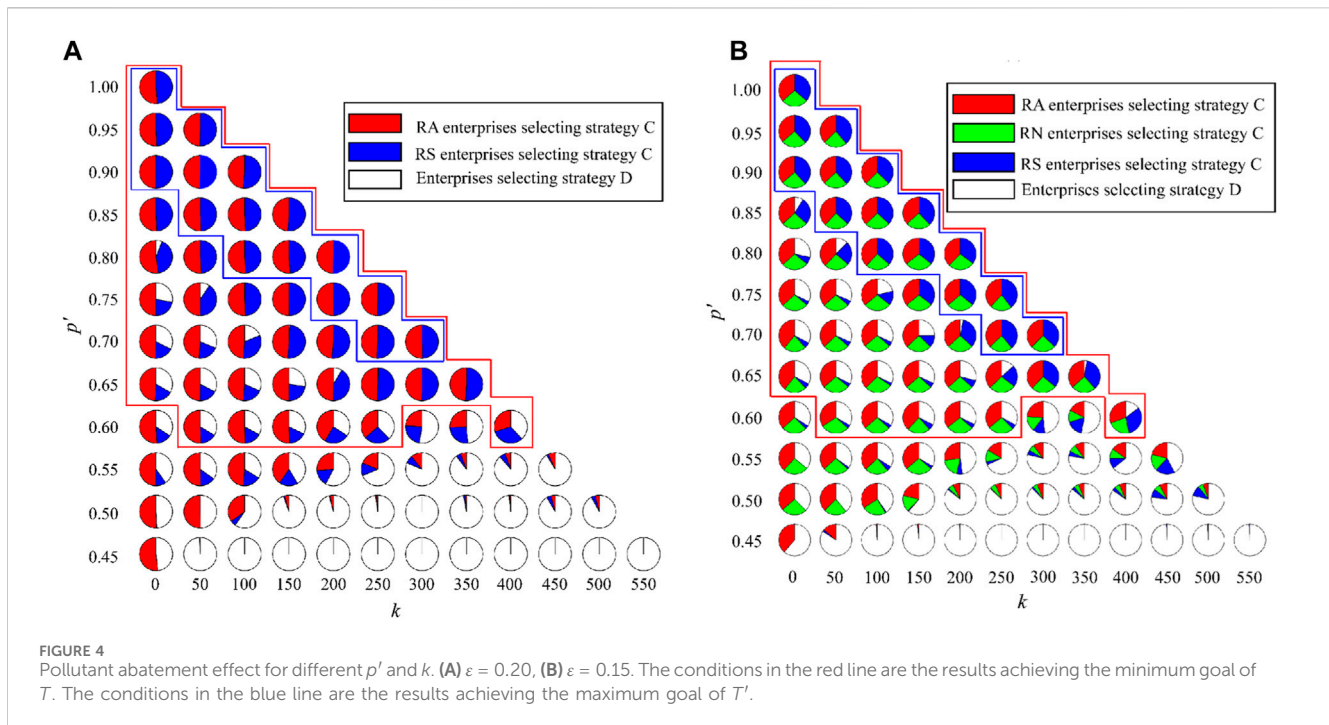 A
B
1.00
0.95
0.90
0.85
0.80
0.75
0.70
0.65
0.60
0.55
0.50
0.45
p′
RA enterprises selecting strategy C
RS enterprises selecting strategy C
Enterprises selecting strategy D
0 50 100 150 200 250 300 350 400 450 500 550
k
1.00
0.95
0.90
0.85
0.80
0.75
0.70
0.65
0.60
0.55
0.50
0.45
p′
RA enterprises selecting strategy C
RN enterprises selecting strategy C
RS enterprises selecting strategy C
Enterprises selecting strategy D
0 50 100 150 200 250 300 350 400 450 500 550
k
FIGURE 4
Pollutant abatement effect for different p′ and k. (A) ε = 0.20, (B) ε = 0.15. The conditions in the red line are the results achieving the minimum goal of
T. The conditions in the blue line are the results achieving the maximum goal of T′.